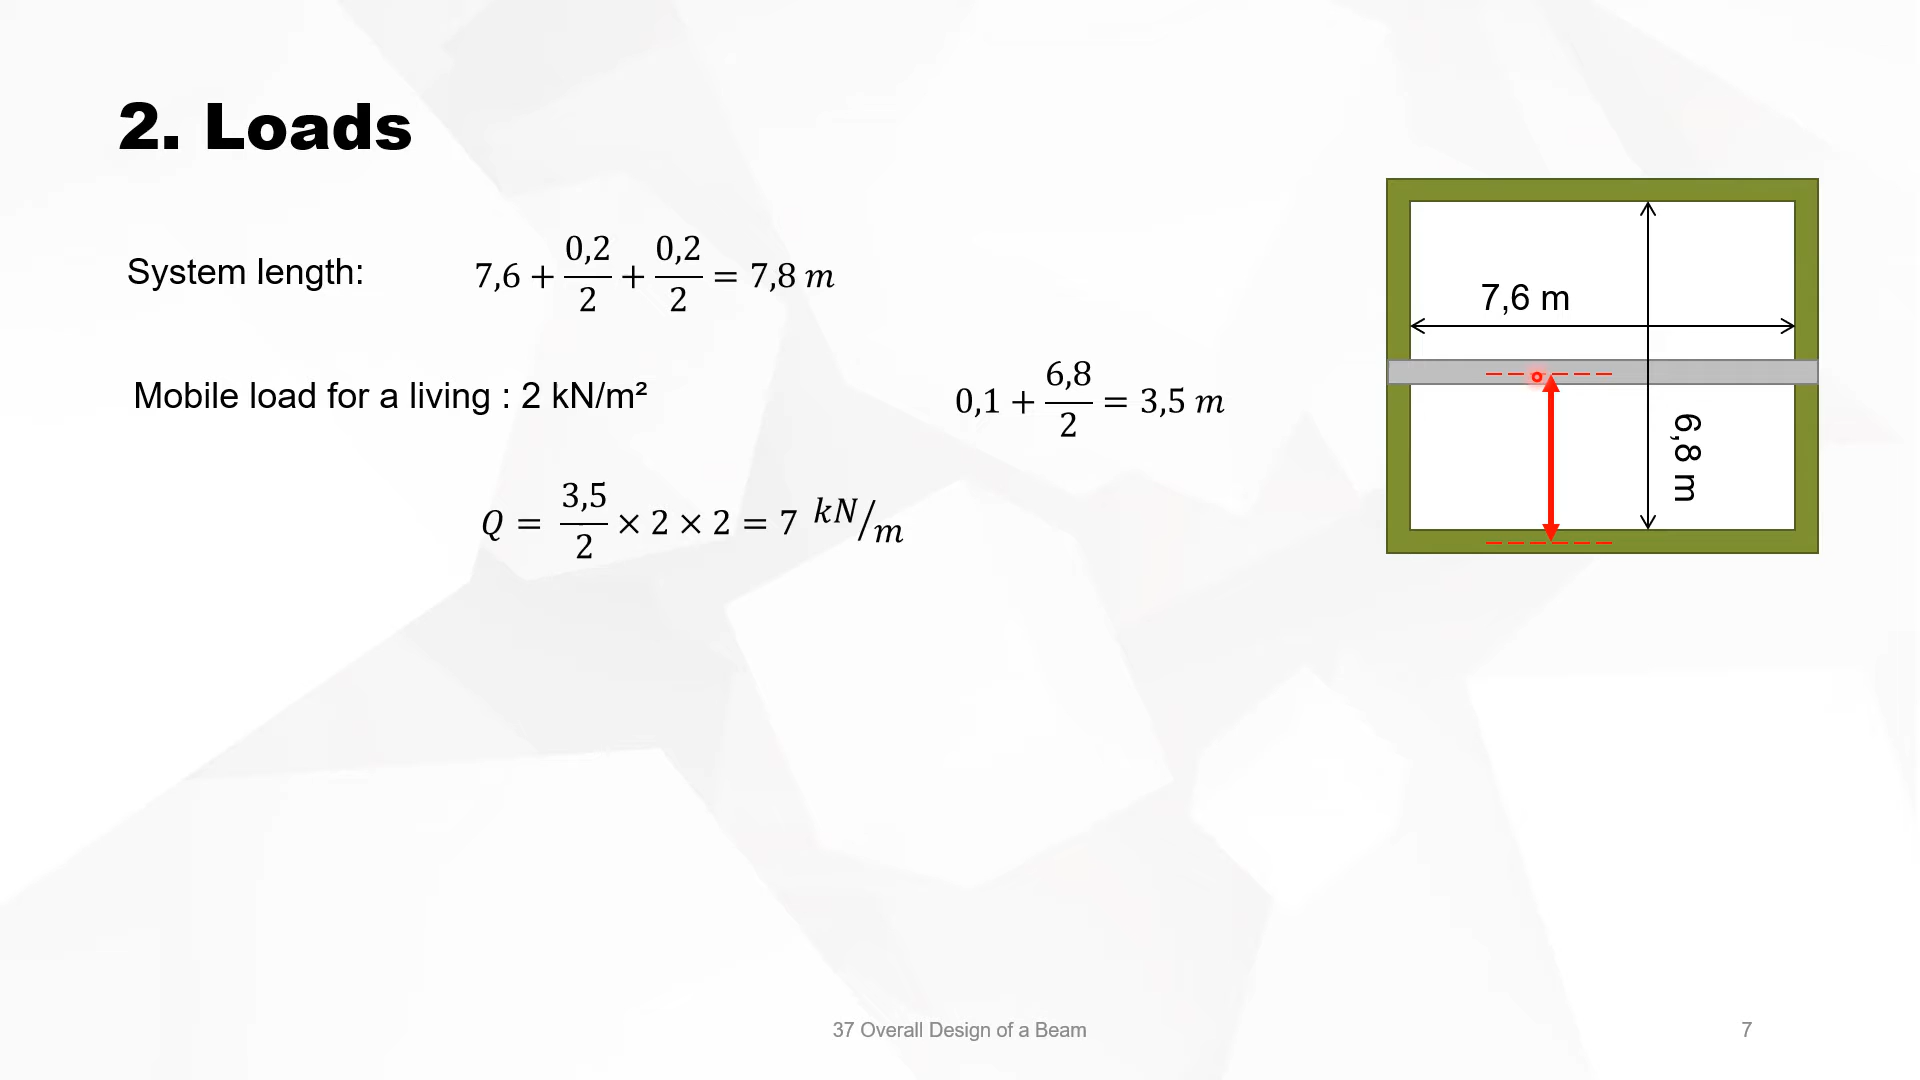 2. Loads
System length: 7,6 + 0,2/2 + 0,2/2 = 7,8 m
7,6 m
Mobile load for a living : 2 kN/m²
0,1 + 6,8/2 = 3,5 m
6,8 m
Q = 3,5/2 × 2 × 2 = 7 kN/m
37 Overall Design of a Beam
7